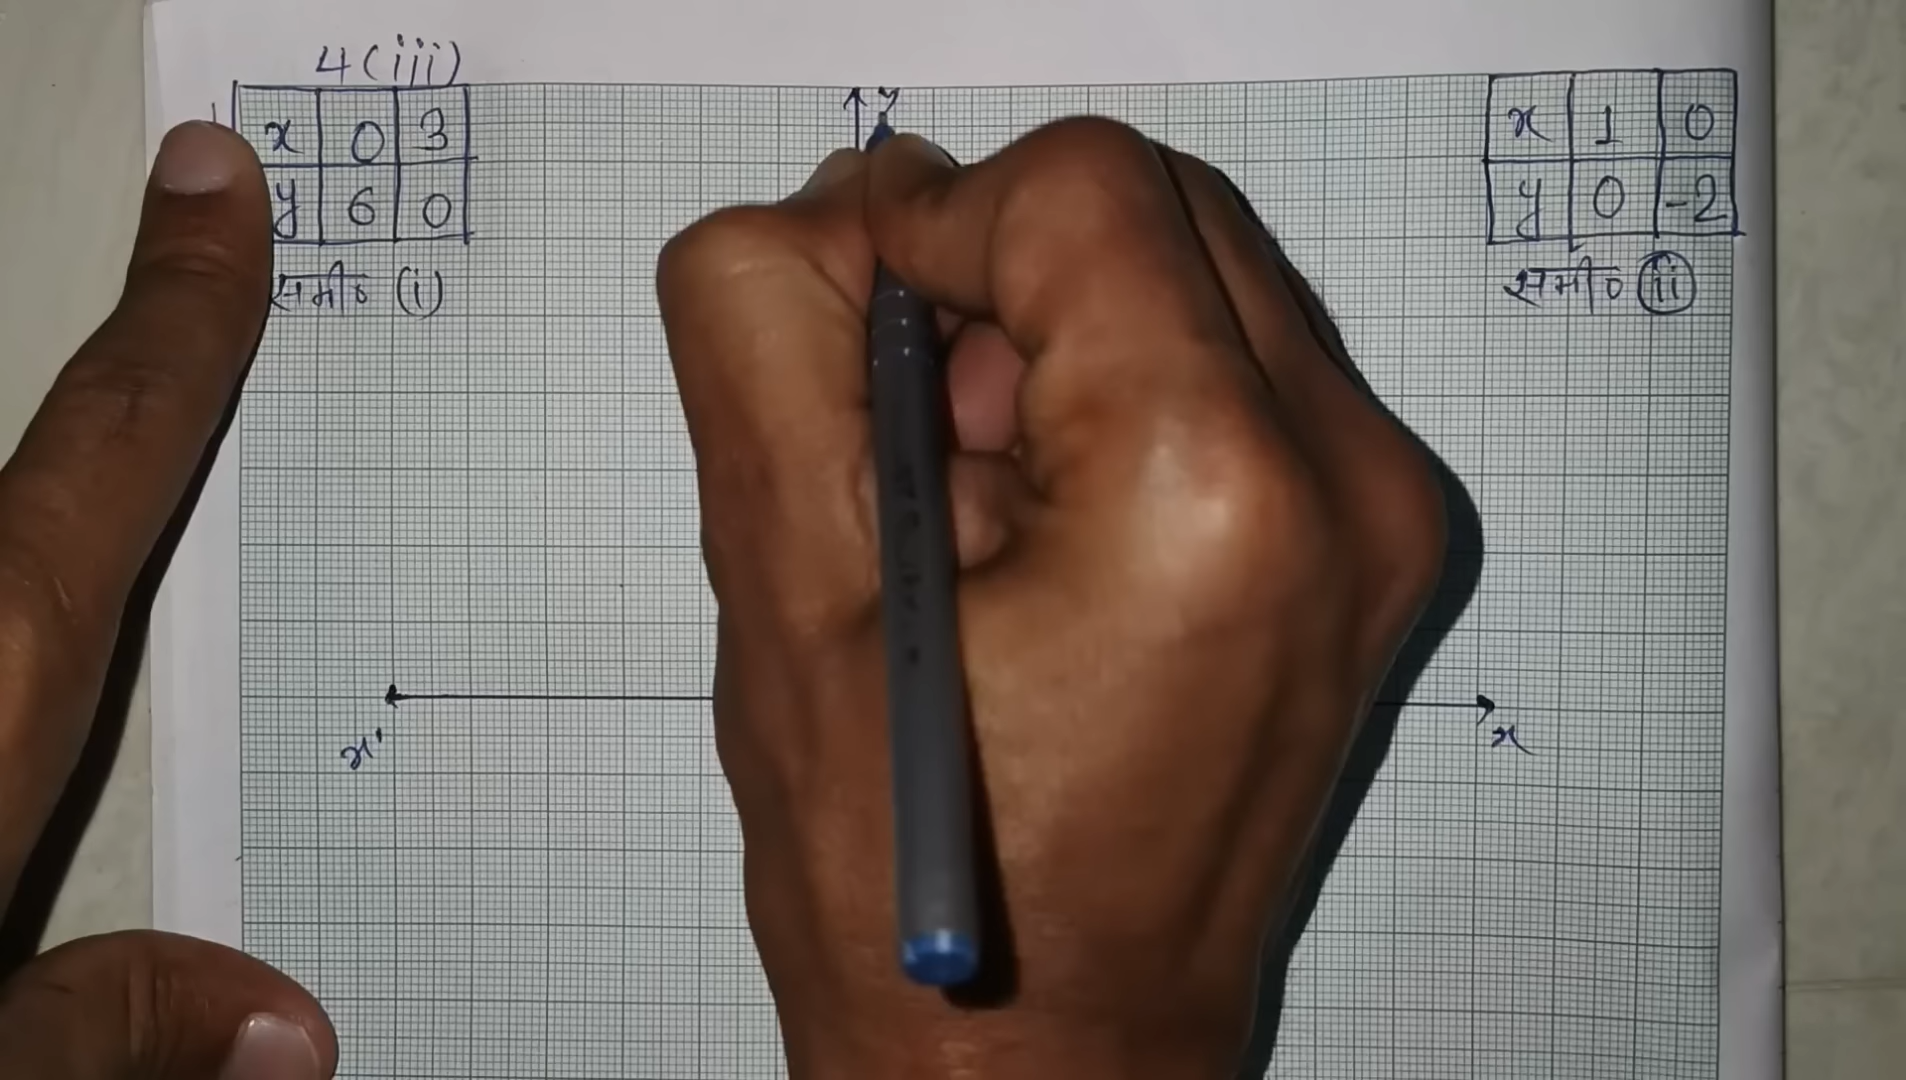 4 (iii)
x 0 3
y 6 0
समी० (i)
x 1 0
y 0 -2
समी० (ii)
y
x'
x